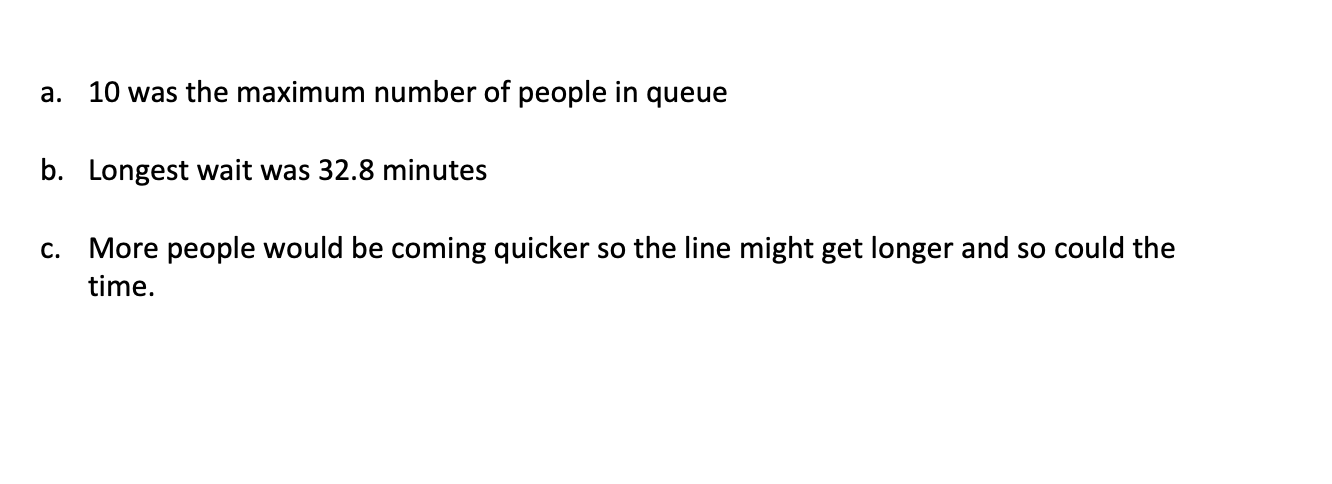 a. 10 was the maximum number of people in queue
b. Longest wait was 32.8 minutes
c. More people would be coming quicker so the line might get longer and so could the
time.